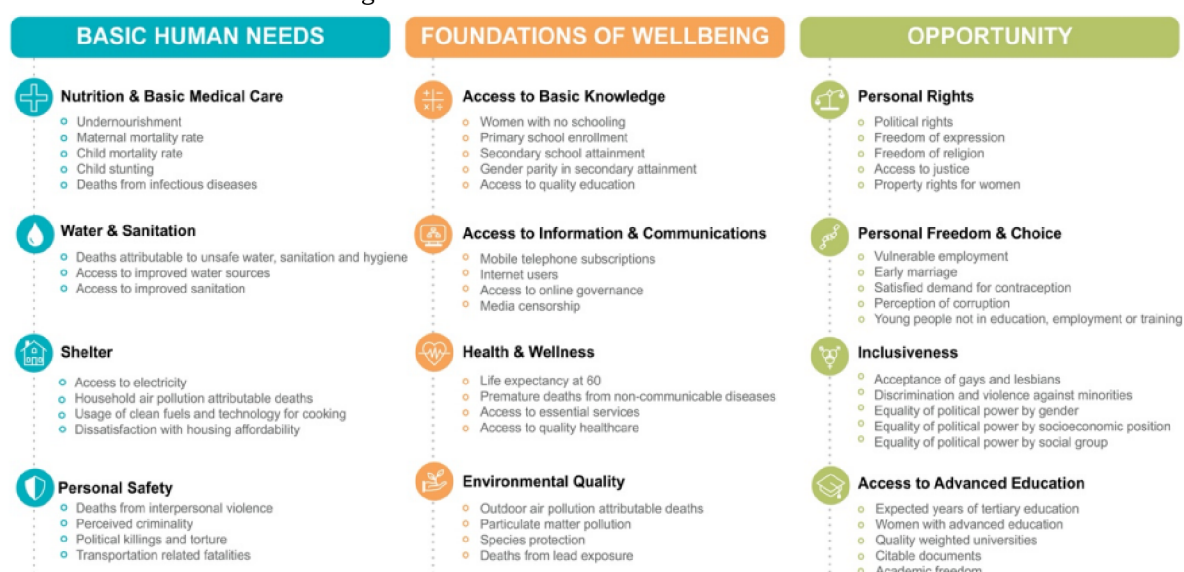 BASIC HUMAN NEEDS
Nutrition & Basic Medical Care
Undernourishment
Maternal mortality rate
Child mortality rate
Child stunting
Deaths from infectious diseases
Water & Sanitation
Deaths attributable to unsafe water, sanitation and hygiene
Access to improved water sources
Access to improved sanitation
Shelter
Access to electricity
Household air pollution attributable deaths
Usage of clean fuels and technology for cooking
Dissatisfaction with housing affordability
Personal Safety
Deaths from interpersonal violence
Perceived criminality
Political killings and torture
Transportation related fatalities
FOUNDATIONS OF WELLBEING
Access to Basic Knowledge
Women with no schooling
Primary school enrollment
Secondary school attainment
Gender parity in secondary attainment
Access to quality education
Access to Information & Communications
Mobile telephone subscriptions
Internet users
Access to online governance
Media censorship
Health & Wellness
Life expectancy at 60
Premature deaths from non-communicable diseases
Access to essential services
Access to quality healthcare
Environmental Quality
Outdoor air pollution attributable deaths
Particulate matter pollution
Species protection
Deaths from lead exposure
OPPORTUNITY
Personal Rights
Political rights
Freedom of expression
Freedom of religion
Access to justice
Property rights for women
Personal Freedom & Choice
Vulnerable employment
Early marriage
Satisfied demand for contraception
Perception of corruption
Young people not in education, employment or training
Inclusiveness
Acceptance of gays and lesbians
Discrimination and violence against minorities
Equality of political power by gender
Equality of political power by socioeconomic position
Equality of political power by social group
Access to Advanced Education
Expected years of tertiary education
Women with advanced education
Quality weighted universities
Citable documents
Academic freedom